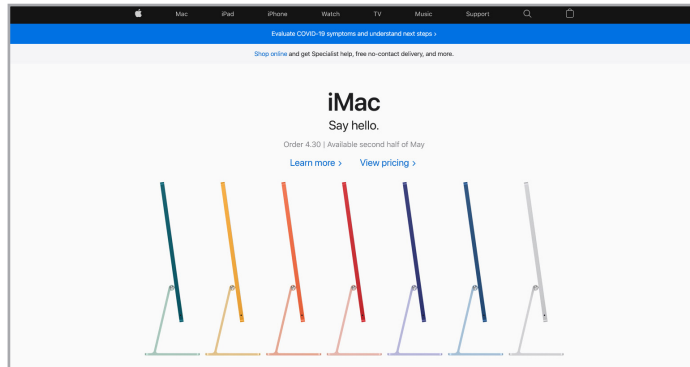 Mac iPad iPhone Watch TV Music Support
Evaluate COVID-19 symptoms and understand next steps >
Shop online and get Specialist help, free no-contact delivery, and more.
iMac
Say hello.
Order 4.30 | Available second half of May
Learn more > View pricing >